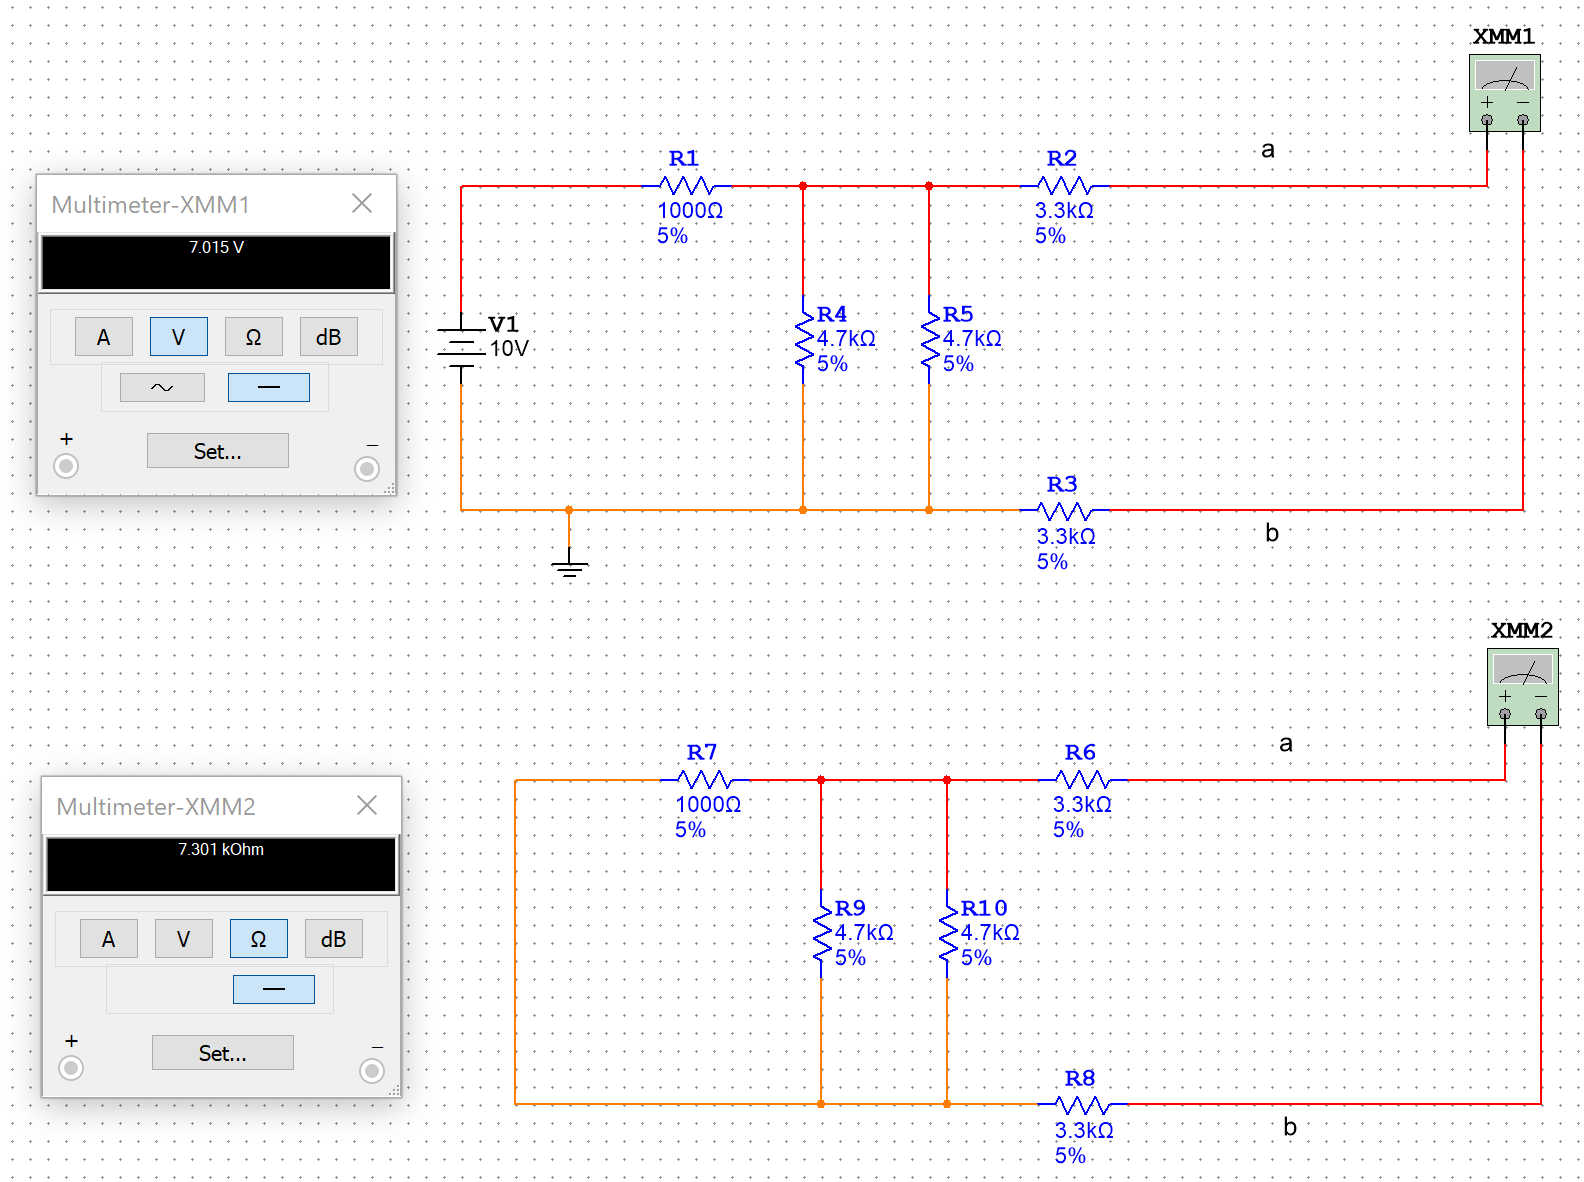 XMM1
a
R1
1000Ω
5%
R2
3.3kΩ
5%
Multimeter-XMM1
7.015 V
A
V
Ω
dB
+
Set...
−
V1
10V
R4
4.7kΩ
5%
R5
4.7kΩ
5%
R3
3.3kΩ
5%
b
XMM2
a
R7
1000Ω
5%
R6
3.3kΩ
5%
Multimeter-XMM2
7.301 kOhm
A
V
Ω
dB
+
Set...
−
R9
4.7kΩ
5%
R10
4.7kΩ
5%
R8
3.3kΩ
5%
b